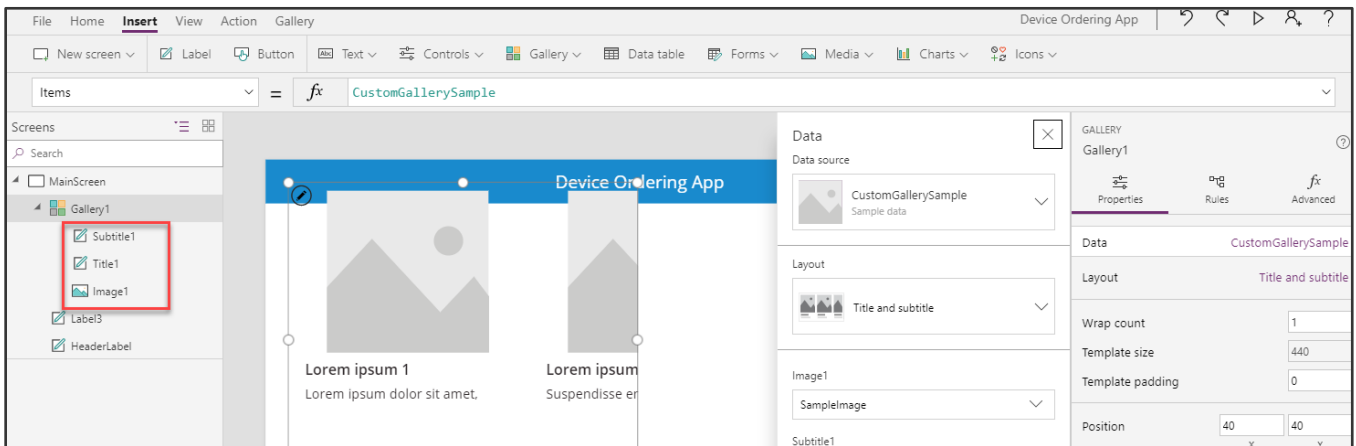 File Home Insert View Action Gallery Device Ordering App ?
New screen Label Button Abc Text Controls Gallery Data table Forms Media Charts Icons
Items = fx CustomGallerySample
Screens
Search
MainScreen
Gallery1
Subtitle1
Title1
Image1
Label3
HeaderLabel
Device Ordering App
Lorem ipsum 1 Lorem ipsum
Lorem ipsum dolor sit amet, Suspendisse er
Data
Data source
CustomGallerySample
Sample data
Layout
Title and subtitle
Image1
SampleImage
Subtitle1
GALLERY
Gallery1 ?
fx
Properties Rules Advanced
Data CustomGallerySample
Layout Title and subtitle
Wrap count 1
Template size 440
Template padding 0
Position 40 40
X Y